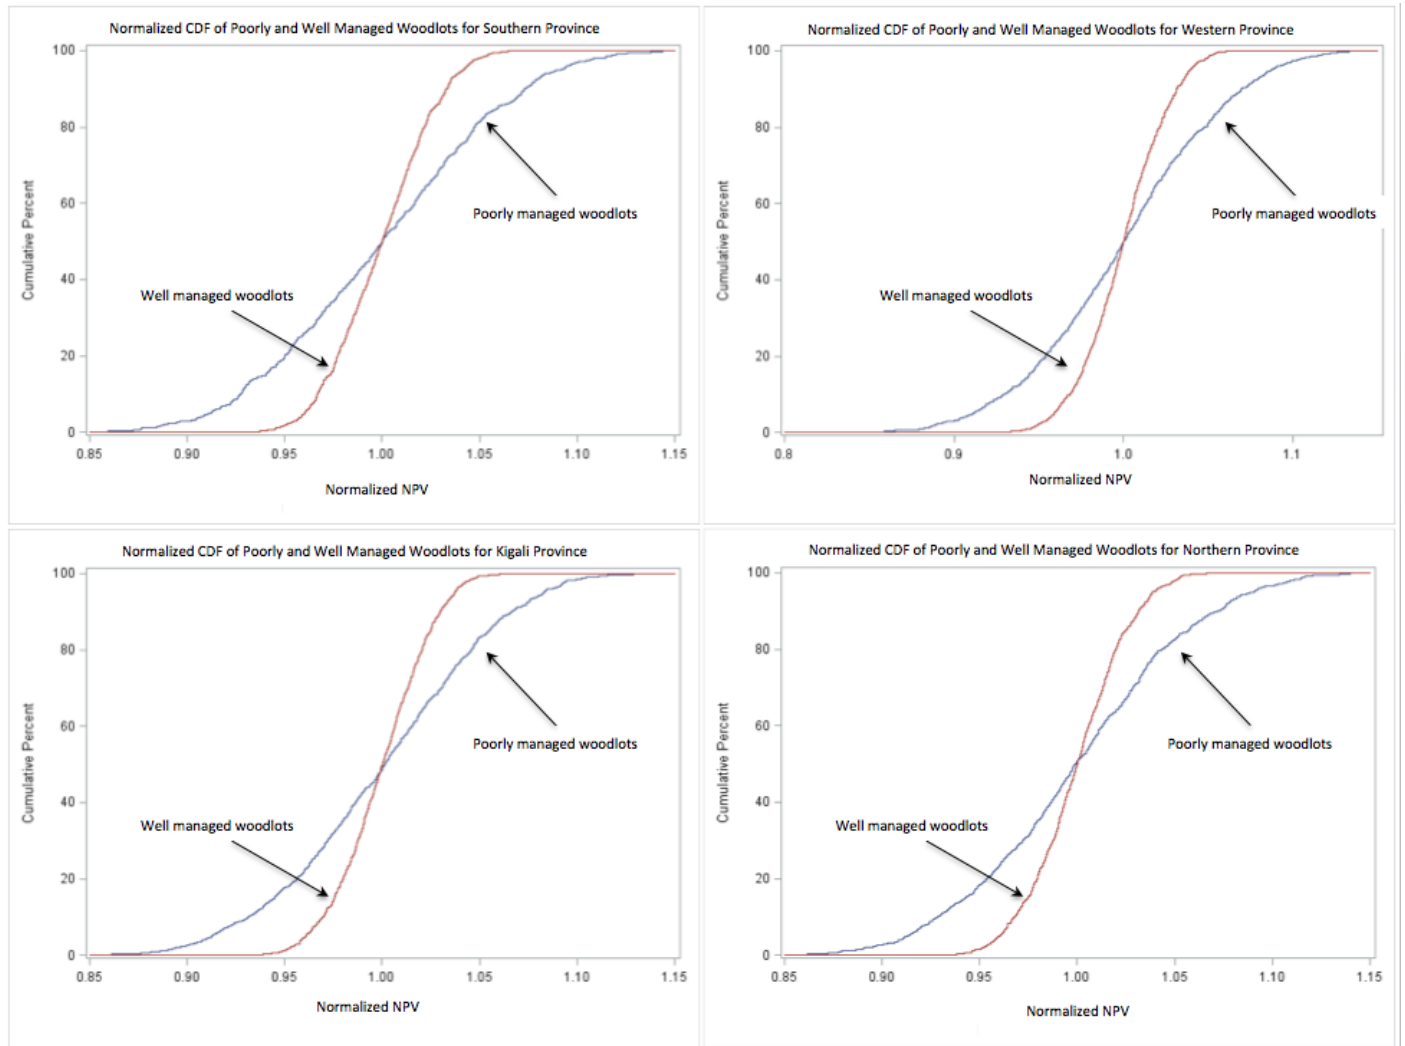 Normalized CDF of Poorly and Well Managed Woodlots for Southern Province
100
80
60
40
20
0
Cumulative Percent
Poorly managed woodlots
Well managed woodlots
0.85 0.90 0.95 1.00 1.05 1.10 1.15
Normalized NPV
Normalized CDF of Poorly and Well Managed Woodlots for Western Province
100
80
60
40
20
0
Cumulative Percent
Poorly managed woodlots
Well managed woodlots
0.8 0.9 1.0 1.1
Normalized NPV
Normalized CDF of Poorly and Well Managed Woodlots for Kigali Province
100
80
60
40
20
0
Cumulative Percent
Poorly managed woodlots
Well managed woodlots
0.85 0.90 0.95 1.00 1.05 1.10 1.15
Normalized NPV
Normalized CDF of Poorly and Well Managed Woodlots for Northern Province
100
80
60
40
20
0
Cumulative Percent
Poorly managed woodlots
Well managed woodlots
0.85 0.90 0.95 1.00 1.05 1.10 1.15
Normalized NPV